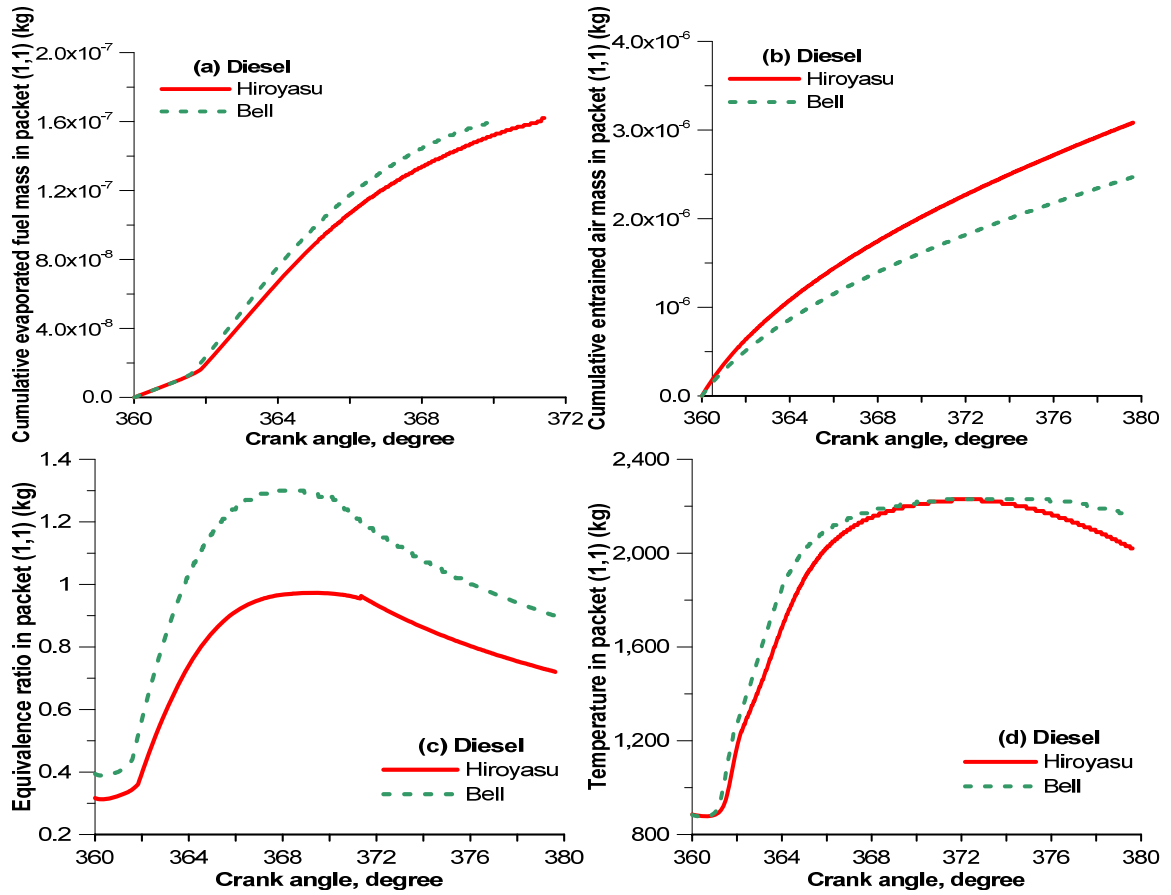 Cumulative evaporated fuel mass in packet (1,1) (kg)
2.0x10-7
1.6x10-7
1.2x10-7
8.0x10-8
4.0x10-8
0.0
(a) Diesel
Hiroyasu
Bell
360
364
368
372
Crank angle, degree
Cumulative entrained air mass in packet (1,1) (kg)
4.0x10-6
3.0x10-6
2.0x10-6
10-6
0.0
(b) Diesel
Hiroyasu
Bell
360
364
368
372
376
380
Crank angle, degree
Equivalence ratio in packet (1,1) (kg)
1.4
1.2
1
0.8
0.6
0.4
0.2
(c) Diesel
Hiroyasu
Bell
360
364
368
372
376
380
Crank angle, degree
Temperature in packet (1,1) (kg)
2,400
2,000
1,600
1,200
800
(d) Diesel
Hiroyasu
Bell
360
364
368
372
376
380
Crank angle, degree